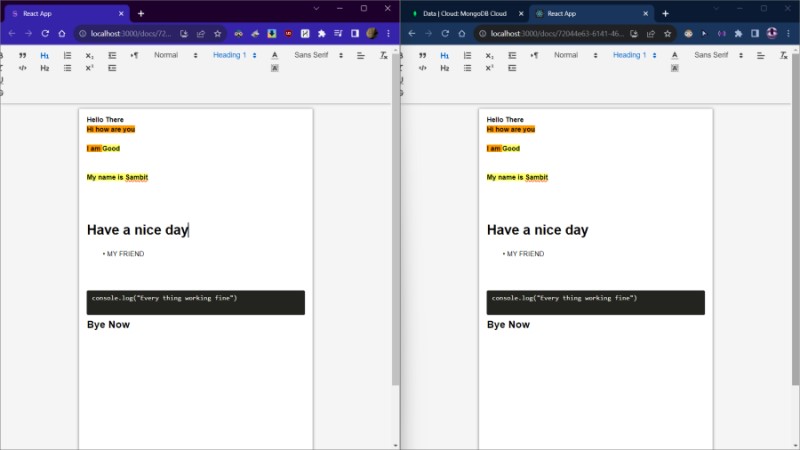 React App
localhost:3000/docs/72...
Normal Heading 1 Sans Serif
Hello There
Hi how are you
I am Good
My name is Sambit
Have a nice day
• MY FRIEND
console.log("Every thing working fine")
Bye Now
Data | Cloud: MongoDB Cloud React App
localhost:3000/docs/72044e63-6141-46...
Normal Heading 1 Sans Serif
Hello There
Hi how are you
I am Good
My name is Sambit
Have a nice day
• MY FRIEND
console.log("Every thing working fine")
Bye Now